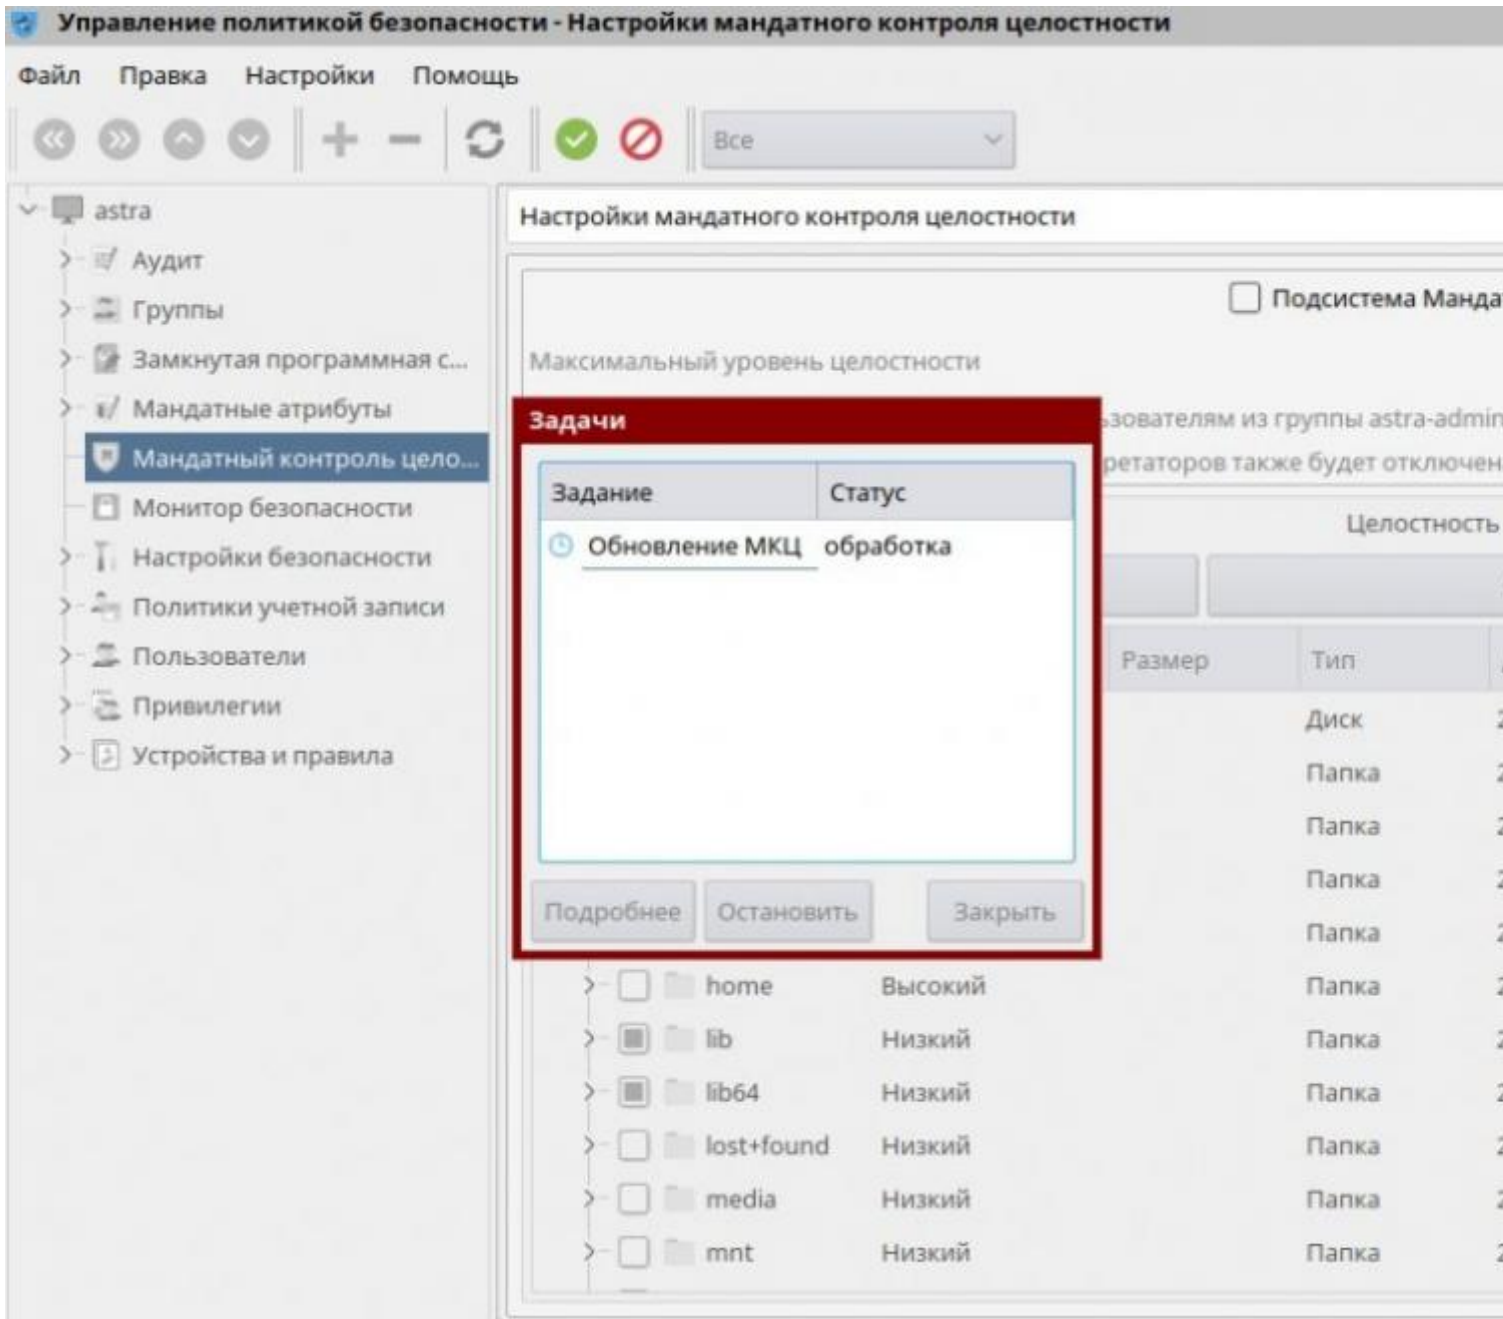 Управление политикой безопасности - Настройки мандатного контроля целостности
Файл Правка Настройки Помощь
Все
astra
Аудит
Группы
Замкнутая программная с...
Мандатные атрибуты
Мандатный контроль цело...
Монитор безопасности
Настройки безопасности
Политики учетной записи
Пользователи
Привилегии
Устройства и правила
Настройки мандатного контроля целостности
Подсистема Манда
Максимальный уровень целостности
зователям из группы astra-admin
ретаторов также будет отключен
Целостность
Размер Тип
Диск
Папка
Папка
Папка
Папка
Задачи
Задание Статус
Обновление МКЦ обработка
Подробнее Остановить Закрыть
home Высокий Папка
lib Низкий Папка
lib64 Низкий Папка
lost+found Низкий Папка
media Низкий Папка
mnt Низкий Папка